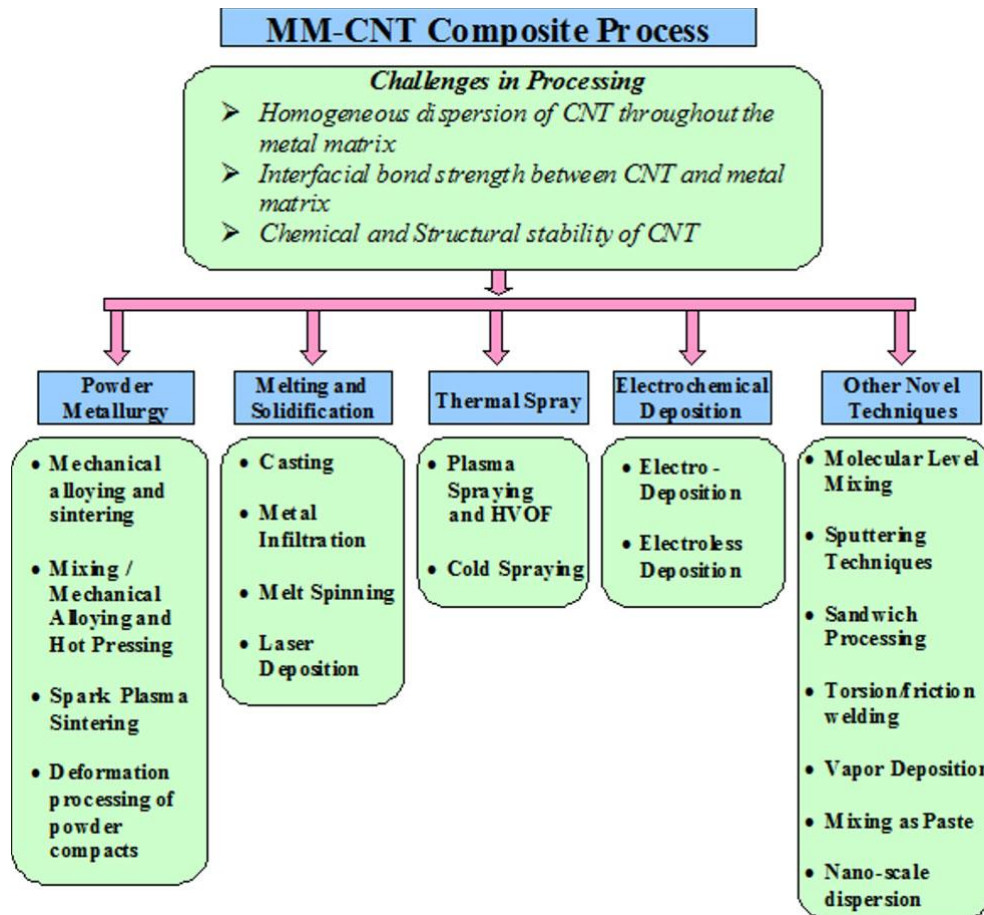 MM-CNT Composite Process
Challenges in Processing
➢ Homogeneous dispersion of CNT throughout the
metal matrix
➢ Interfacial bond strength between CNT and metal
matrix
➢ Chemical and Structural stability of CNT
Powder
Metallurgy
• Mechanical
alloying and
sintering
• Mixing /
Mechanical
Alloying and
Hot Pressing
• Spark Plasma
Sintering
• Deformation
processing of
powder
compacts
Melting and
Solidification
• Casting
• Metal
Infiltration
• Melt Spinning
• Laser
Deposition
Thermal Spray
• Plasma
Spraying
and HVOF
• Cold Spraying
Electrochemical
Deposition
• Electro-
Deposition
• Electroless
Deposition
Other Novel
Techniques
• Molecular Level
Mixing
• Sputtering
Techniques
• Sandwich
Processing
• Torsion/friction
welding
• Vapor Deposition
• Mixing as Paste
• Nano-scale
dispersion